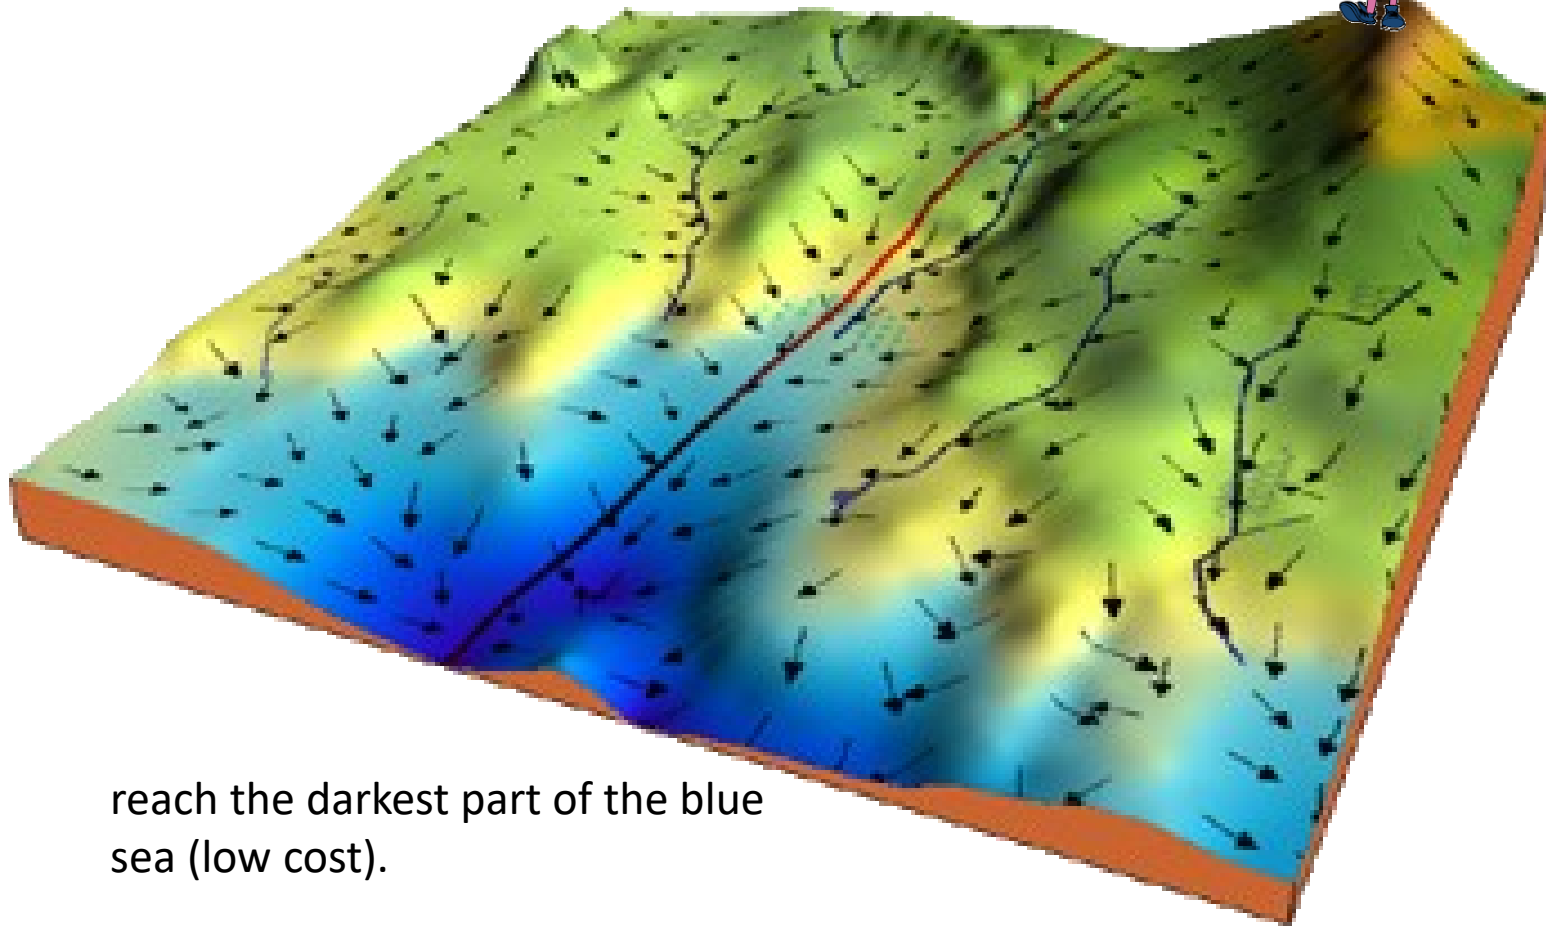 reach the darkest part of the blue
sea (low cost).